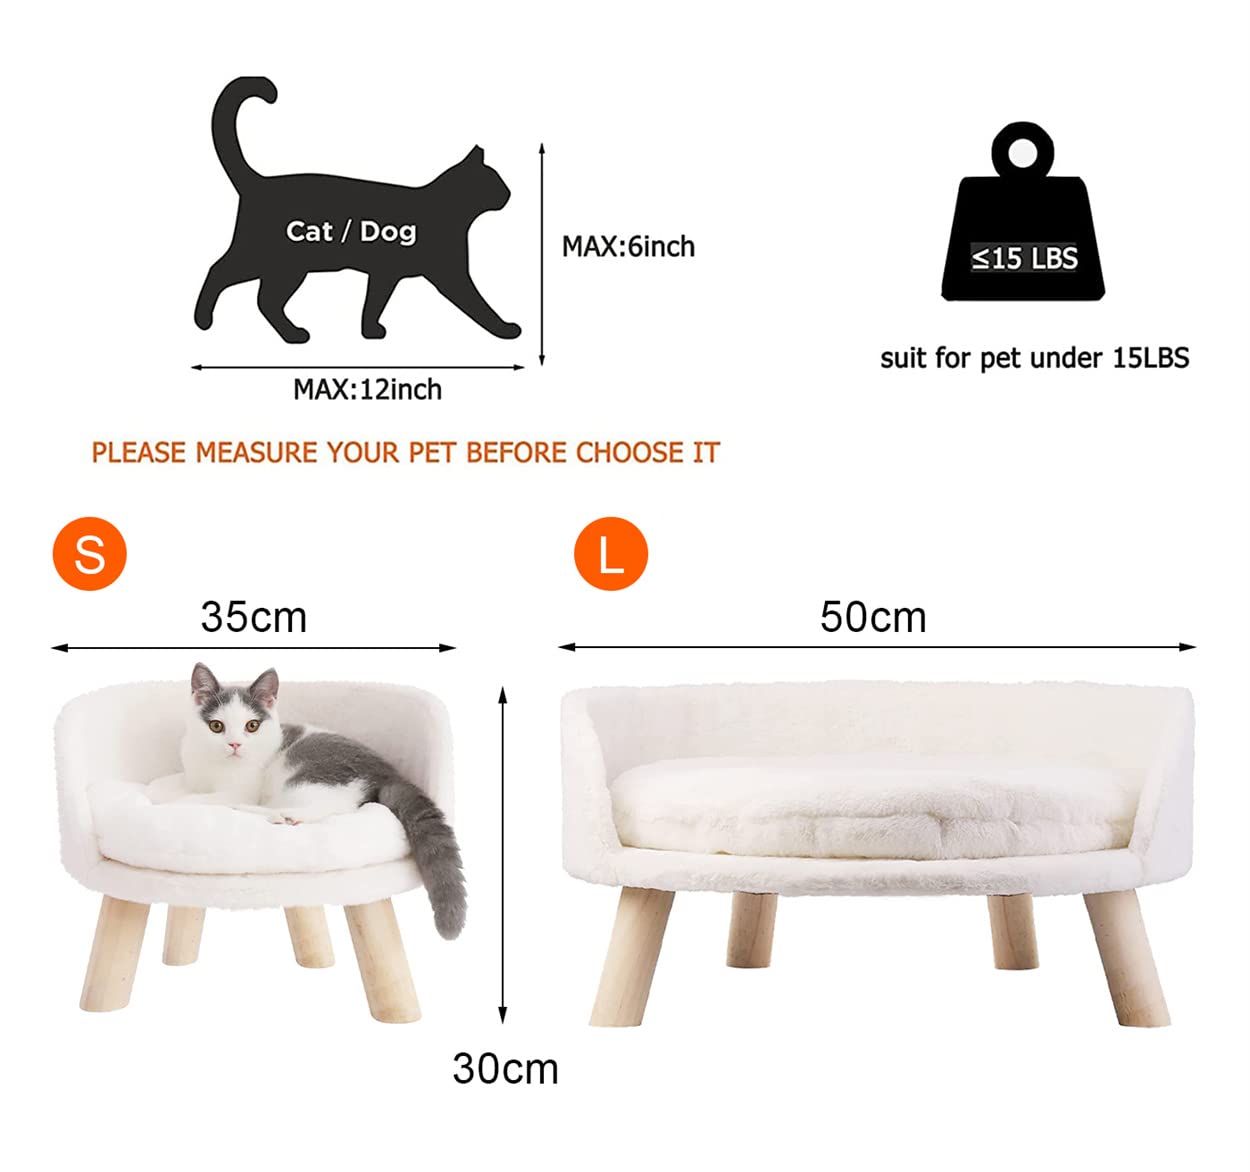 Cat / Dog
MAX:6inch
MAX:12inch
≤15 LBS
suit for pet under 15LBS
PLEASE MEASURE YOUR PET BEFORE CHOOSE IT
S
35cm
L
50cm
30cm